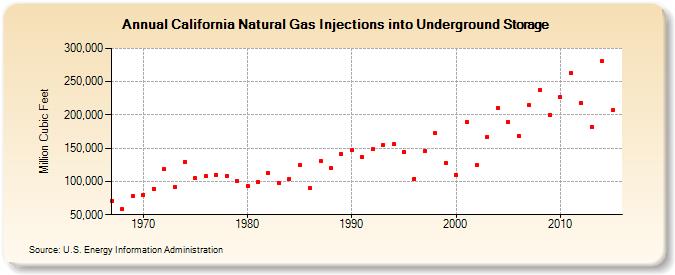 Annual California Natural Gas Injections into Underground Storage
Million Cubic Feet
300,000
250,000
200,000
150,000
100,000
50,000
1970 1980 1990 2000 2010
Source: U.S. Energy Information Administration